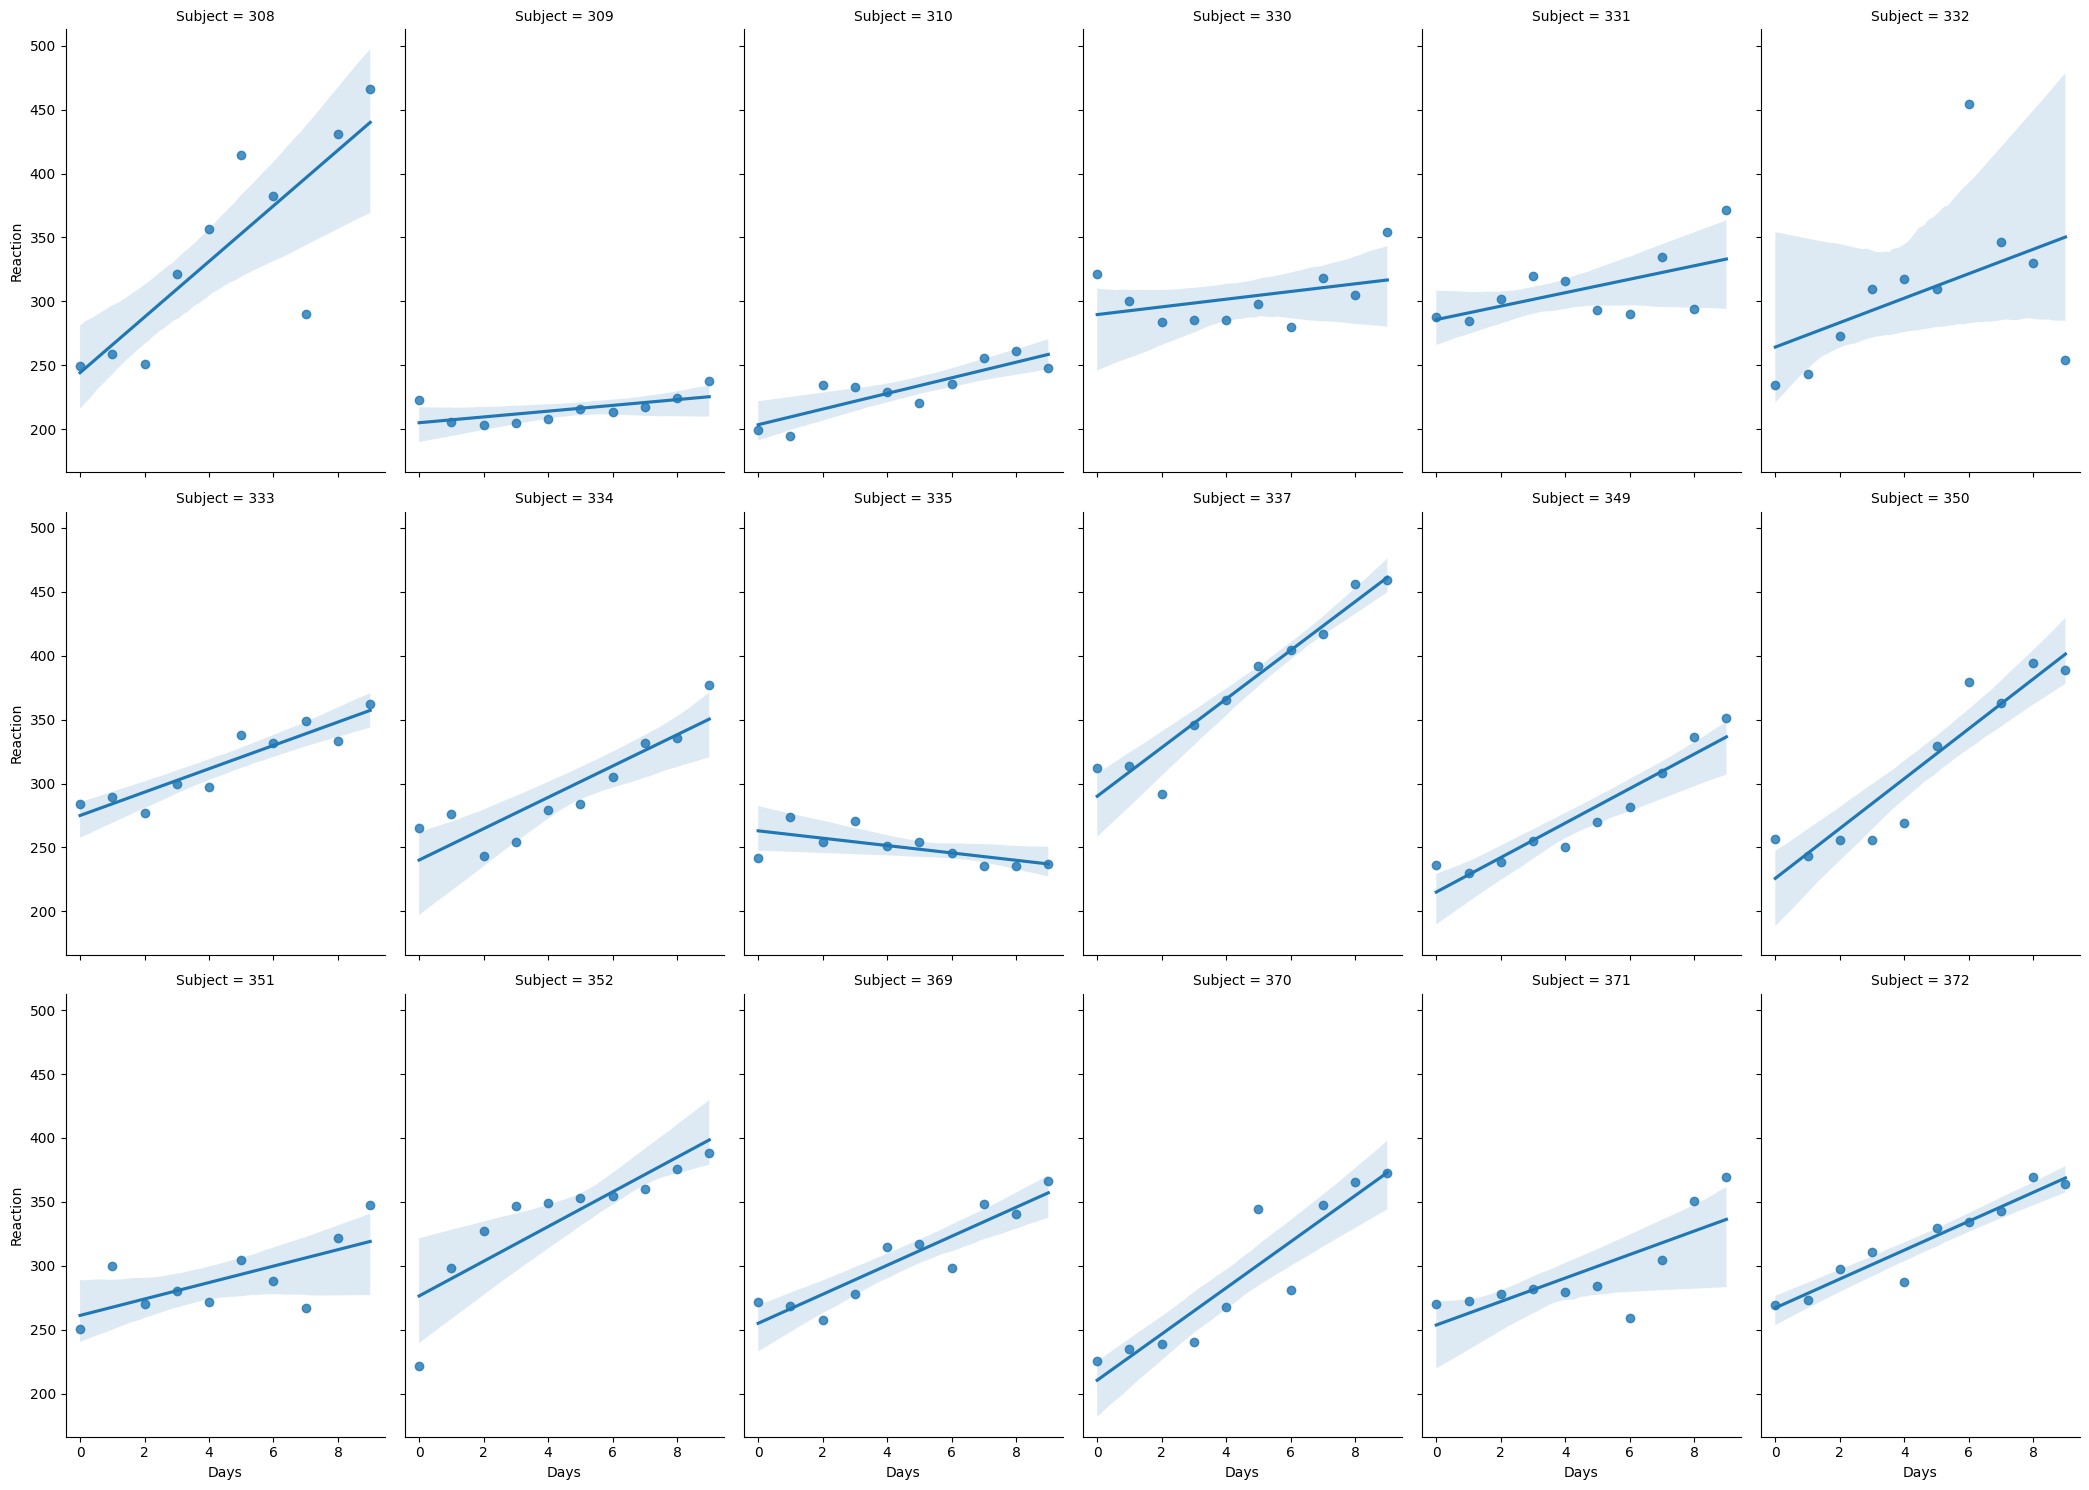 Subject = 308 Subject = 309 Subject = 310 Subject = 330 Subject = 331 Subject = 332
500
450
400
350
300
250
200
Reaction
Subject = 333 Subject = 334 Subject = 335 Subject = 337 Subject = 349 Subject = 350
500
450
400
350
300
250
200
Reaction
Subject = 351 Subject = 352 Subject = 369 Subject = 370 Subject = 371 Subject = 372
500
450
400
350
300
250
200
Reaction
0 2 4 6 8 0 2 4 6 8 0 2 4 6 8 0 2 4 6 8 0 2 4 6 8 0 2 4 6 8
Days Days Days Days Days Days